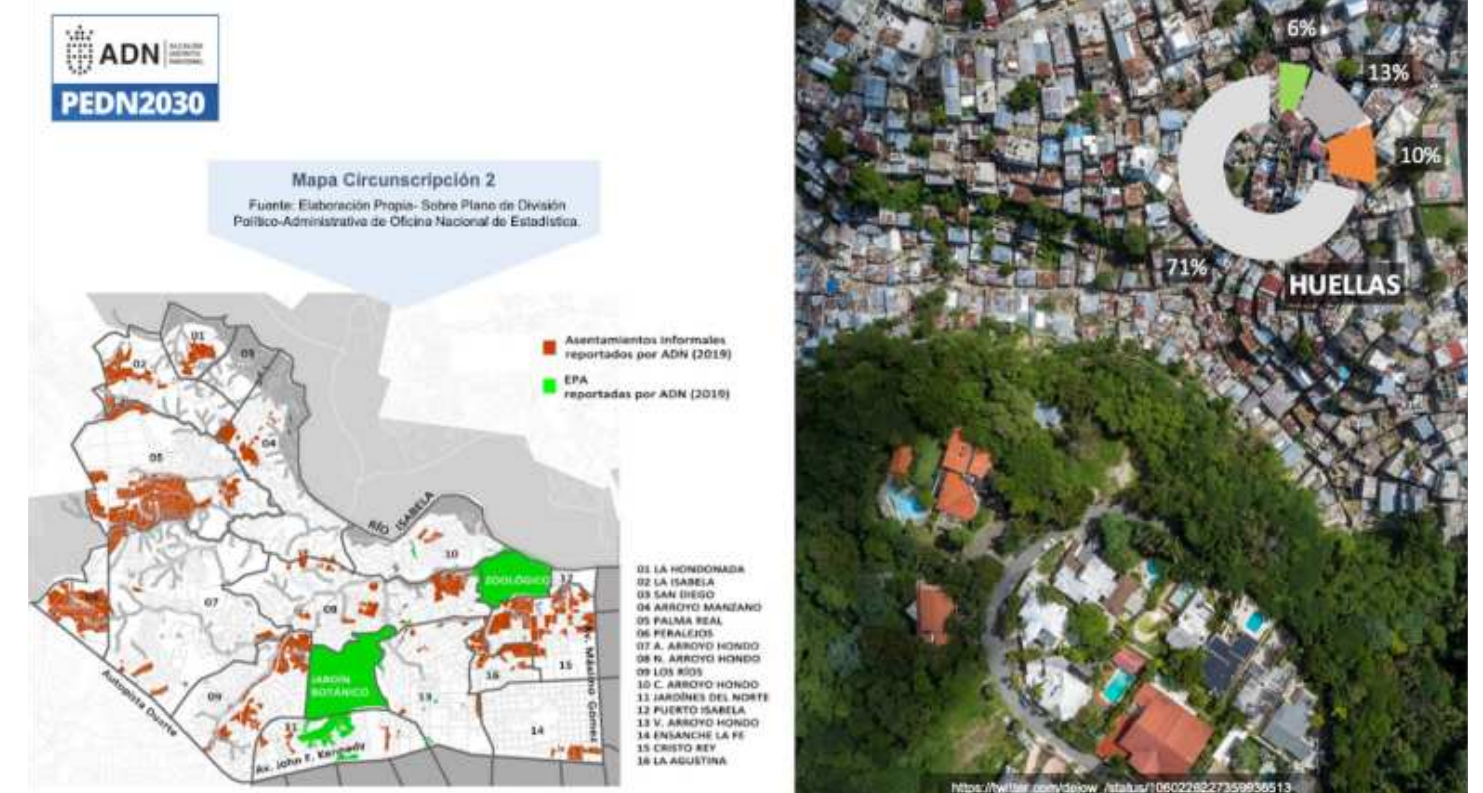 ADN
ALCALDÍA
DISTRITO
NACIONAL
PEDN2030
Mapa Circunscripción 2
Fuente: Elaboración Propia- Sobre Plano de División
Político-Administrativa de Oficina Nacional de Estadística.
Asentamientos informales
reportados por ADN (2019)
EPA
reportadas por ADN (2019)
01
02
03
04
05
RÍO ISABELA
10
ZOOLÓGICO
12
07
08
16
15
JARDÍN
BOTÁNICO
09
13
11
14
Autopista Duarte
Av. John F. Kennedy
Av. Máximo Gómez
01 LA HONDONADA
02 LA ISABELA
03 SAN DIEGO
04 ARROYO MANZANO
05 PALMA REAL
06 PERALEJOS
07 A. ARROYO HONDO
08 N. ARROYO HONDO
09 LOS RÍOS
10 C. ARROYO HONDO
11 JARDÍNES DEL NORTE
12 PUERTO ISABELA
13 V. ARROYO HONDO
14 ENSANCHE LA FE
15 CRISTO REY
16 LA AGUSTINA
6%
13%
10%
71%
HUELLAS